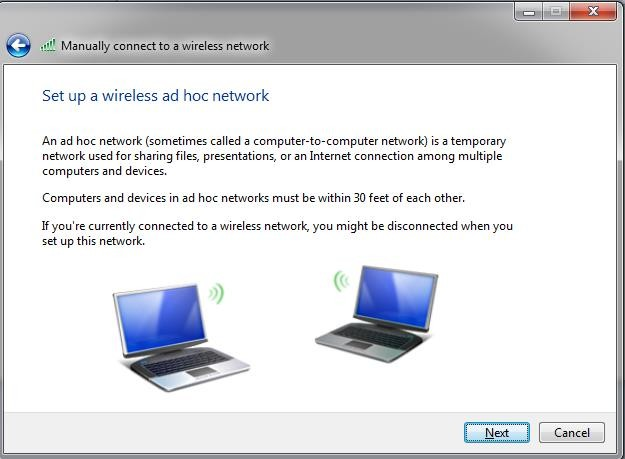 Manually connect to a wireless network
Set up a wireless ad hoc network
An ad hoc network (sometimes called a computer-to-computer network) is a temporary
network used for sharing files, presentations, or an Internet connection among multiple
computers and devices.
Computers and devices in ad hoc networks must be within 30 feet of each other.
If you're currently connected to a wireless network, you might be disconnected when you
set up this network.
Next
Cancel